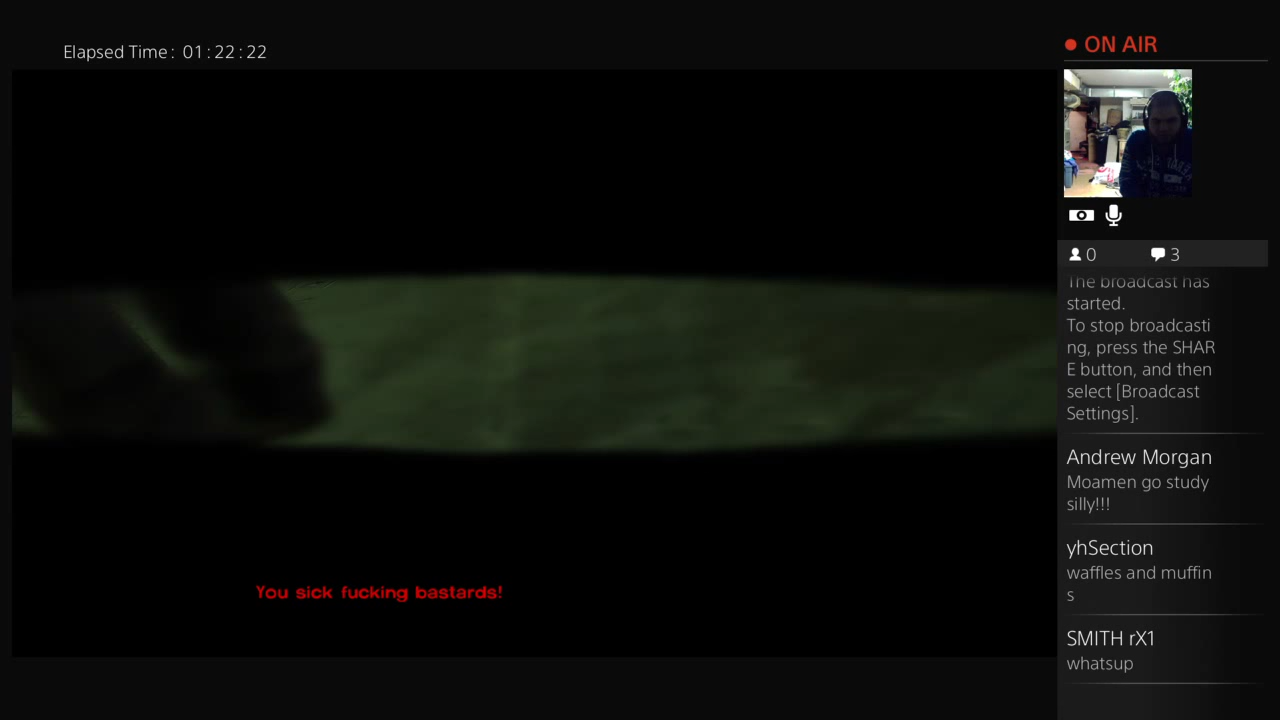 Elapsed Time: 01:22:22
ON AIR
0 3
The broadcast has
started.
To stop broadcasti
ng, press the SHAR
E button, and then
select [Broadcast
Settings].
Andrew Morgan
Moamen go study
silly!!!
yhSection
waffles and muffin
s
SMITH rX1
whatsup
You sick fucking bastards!